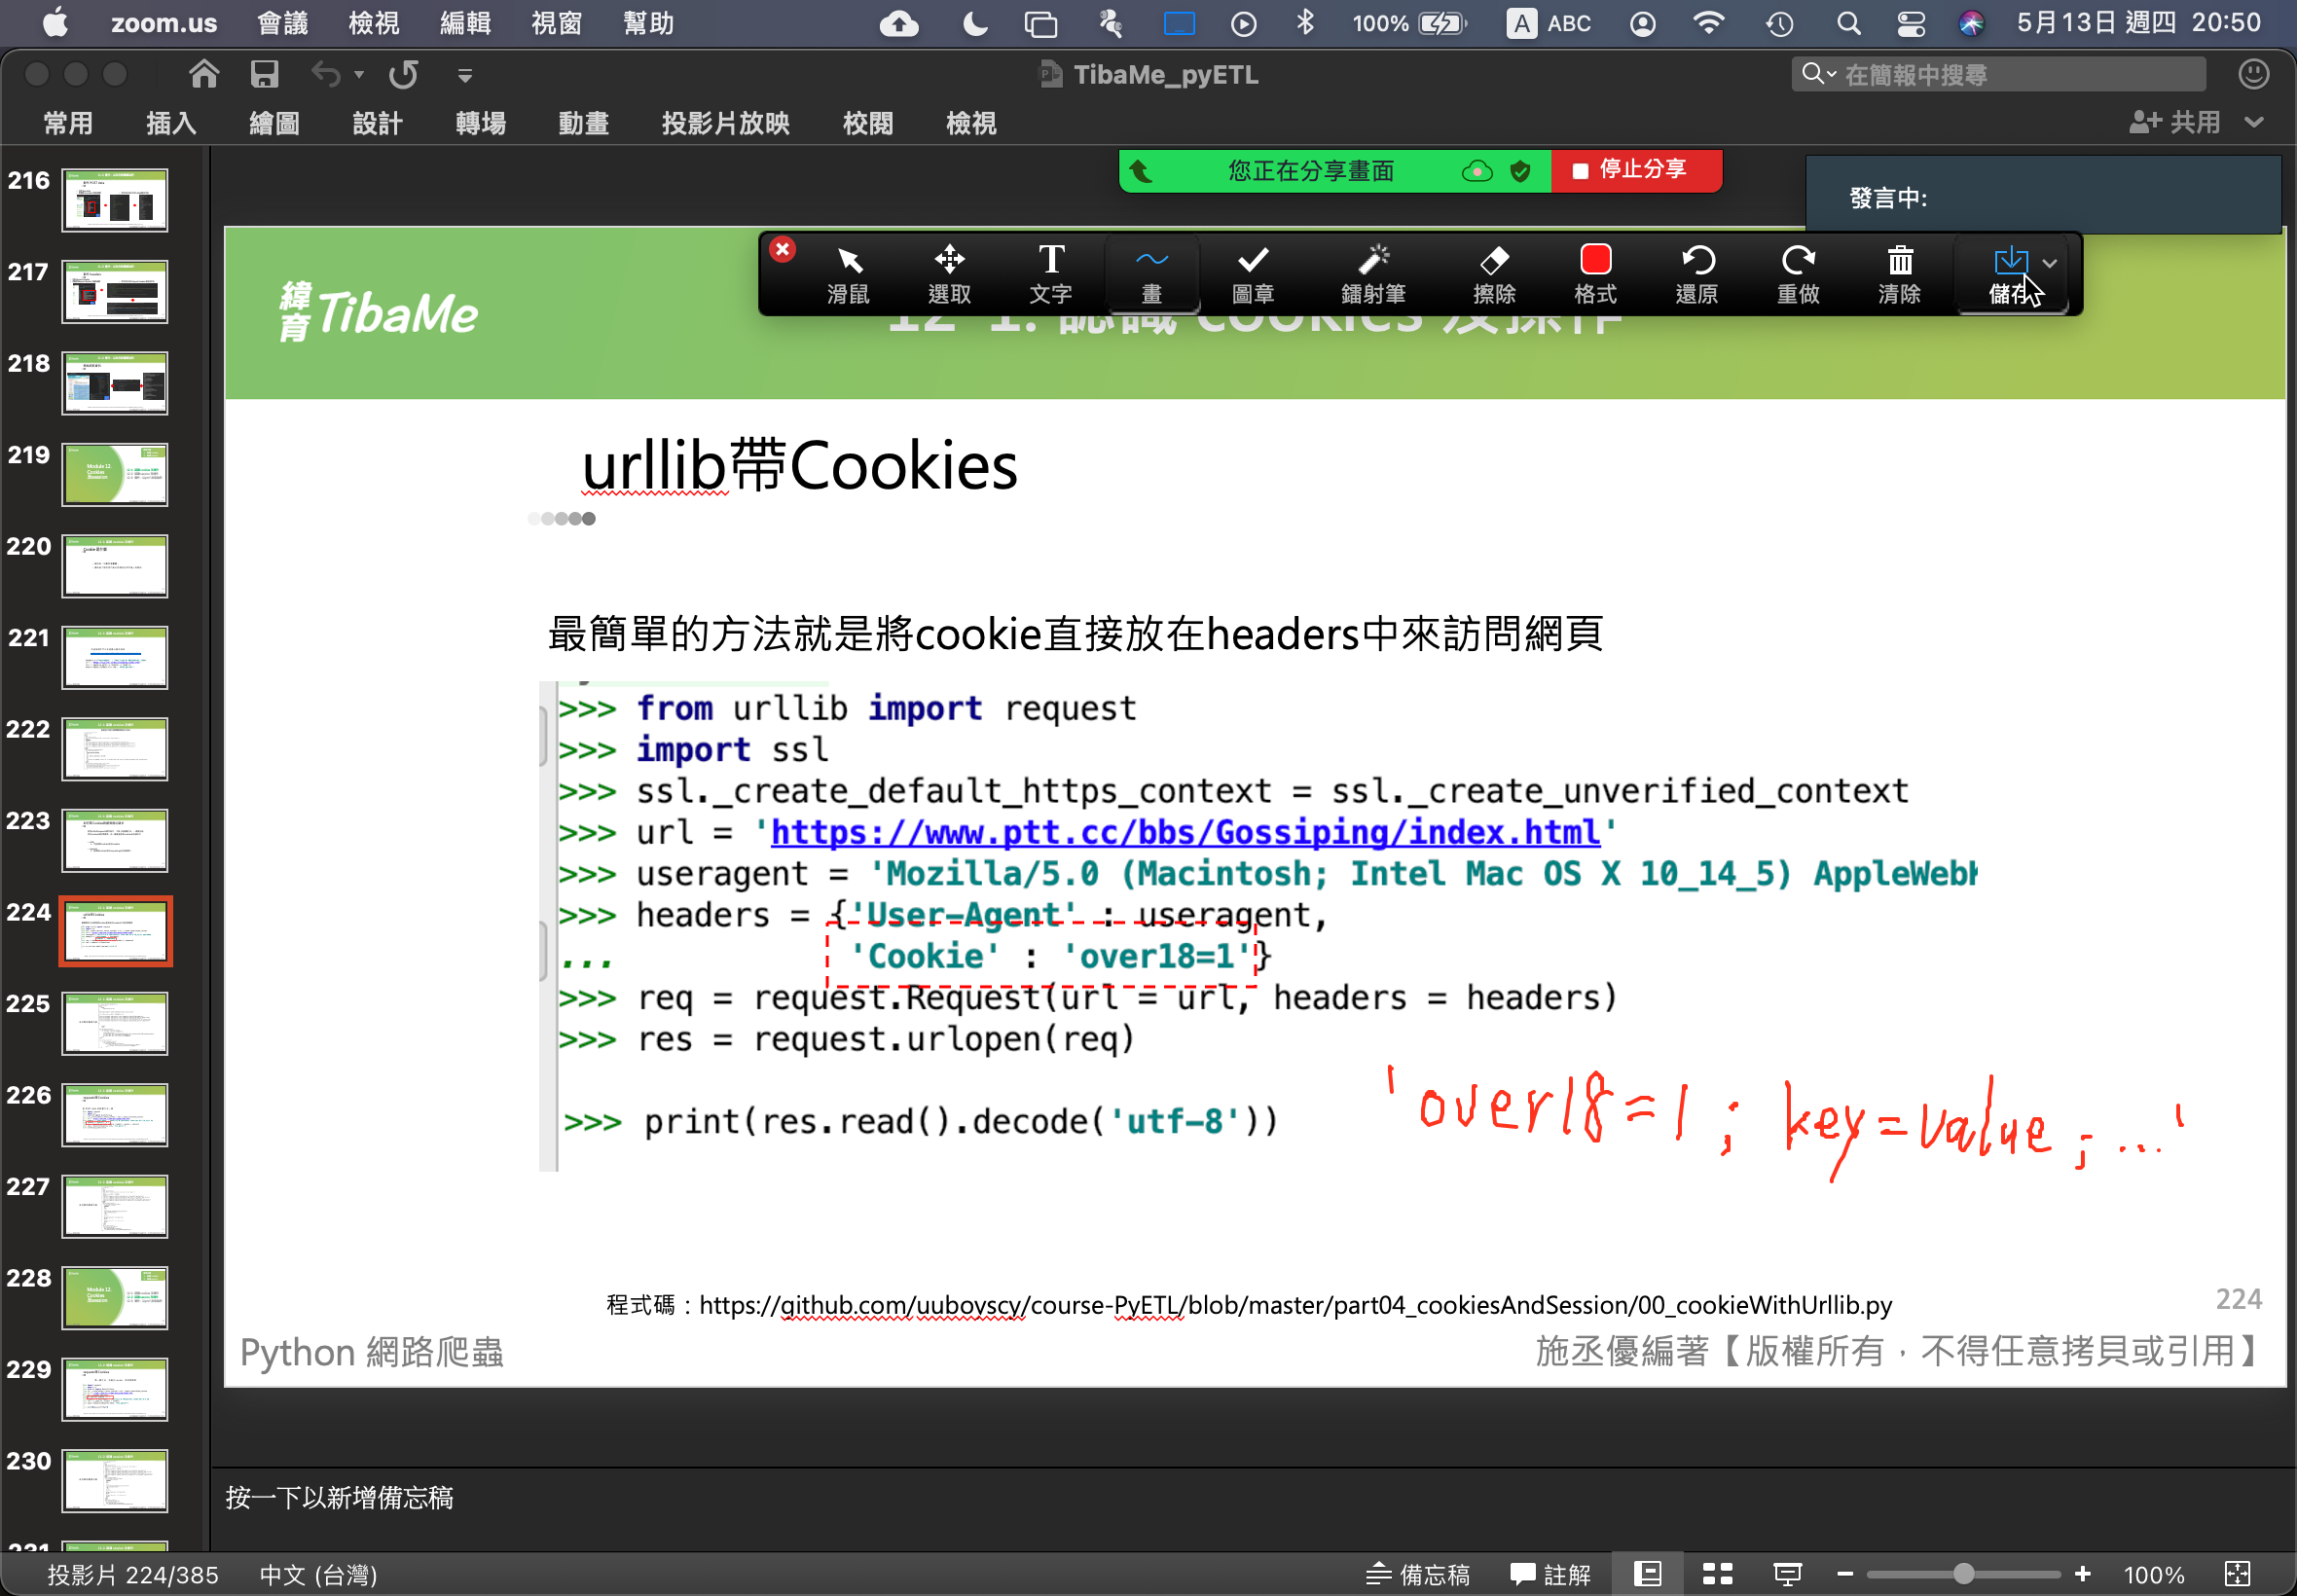 zoom.us 會議 檢視 編輯 視窗 幫助 100% A ABC 5月13日 週四 20:50
TibaMe_pyETL
在簡報中搜尋
常用 插入 繪圖 設計 轉場 動畫 投影片放映 校閱 檢視 共用
您正在分享畫面 停止分享
發言中:
滑鼠 選取 文字 畫 圖章 鐳射筆 擦除 格式 還原 重做 清除 儲存
216
217
218
219
220
221
222
223
224
225
226
227
228
229
230
231
緯育 TibaMe
12-1. 認識 cookies 及操作
urllib帶Cookies
最簡單的方法就是將cookie直接放在headers中來訪問網頁
>>> from urllib import request
>>> import ssl
>>> ssl._create_default_https_context = ssl._create_unverified_context
>>> url = 'https://www.ptt.cc/bbs/Gossiping/index.html'
>>> useragent = 'Mozilla/5.0 (Macintosh; Intel Mac OS X 10_14_5) AppleWebK
>>> headers = {'User-Agent' : useragent,
... 'Cookie' : 'over18=1'}
>>> req = request.Request(url = url, headers = headers)
>>> res = request.urlopen(req)
>>> print(res.read().decode('utf-8'))
'over18=1; key=value; ...'
程式碼：https://github.com/uuboyscy/course-PyETL/blob/master/part04_cookiesAndSession/00_cookieWithUrllib.py
224
Python 網路爬蟲
施丞優編著【版權所有，不得任意拷貝或引用】
按一下以新增備忘稿
投影片 224/385 中文 (台灣) 備忘稿 註解 100%